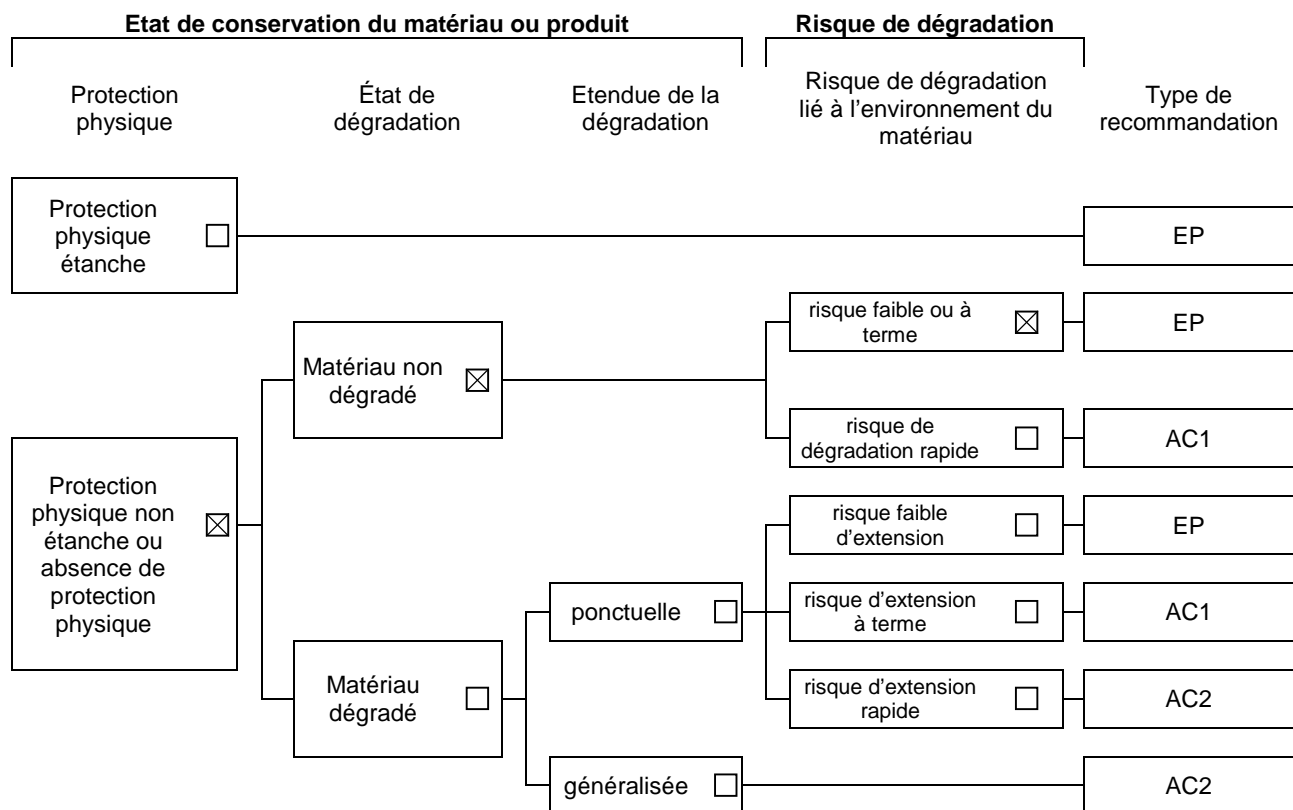 Etat de conservation du matériau ou produit
Risque de dégradation
Protection
physique
État de
dégradation
Etendue de la
dégradation
Risque de dégradation
lié à l'environnement du
matériau
Type de
recommandation
Protection
physique
étanche
EP
risque faible ou à
terme
EP
Matériau non
dégradé
risque de
dégradation rapide
AC1
Protection
physique non
étanche ou
absence de
protection
physique
risque faible
d'extension
EP
ponctuelle
risque d'extension
à terme
AC1
Matériau
dégradé
risque d'extension
rapide
AC2
généralisée
AC2